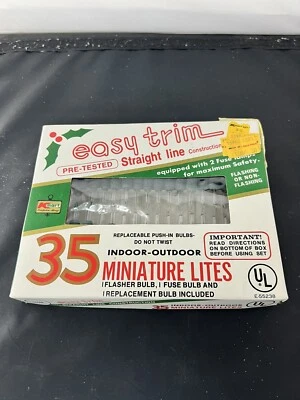 easy trim
PRE-TESTED
Straight line Construction
equipped with 2 Fuse
for maximum Safety.
FLASHING
OR NON-
FLASHING
REPLACEABLE PUSH-IN BULBS-
DO NOT TWIST
INDOOR-OUTDOOR
35 MINIATURE LITES
1 FLASHER BULB, 1 FUSE BULB AND
1 REPLACEMENT BULB INCLUDED
IMPORTANT!
READ DIRECTIONS
ON BOTTOM OF BOX
BEFORE USING SET
UL
E-55238